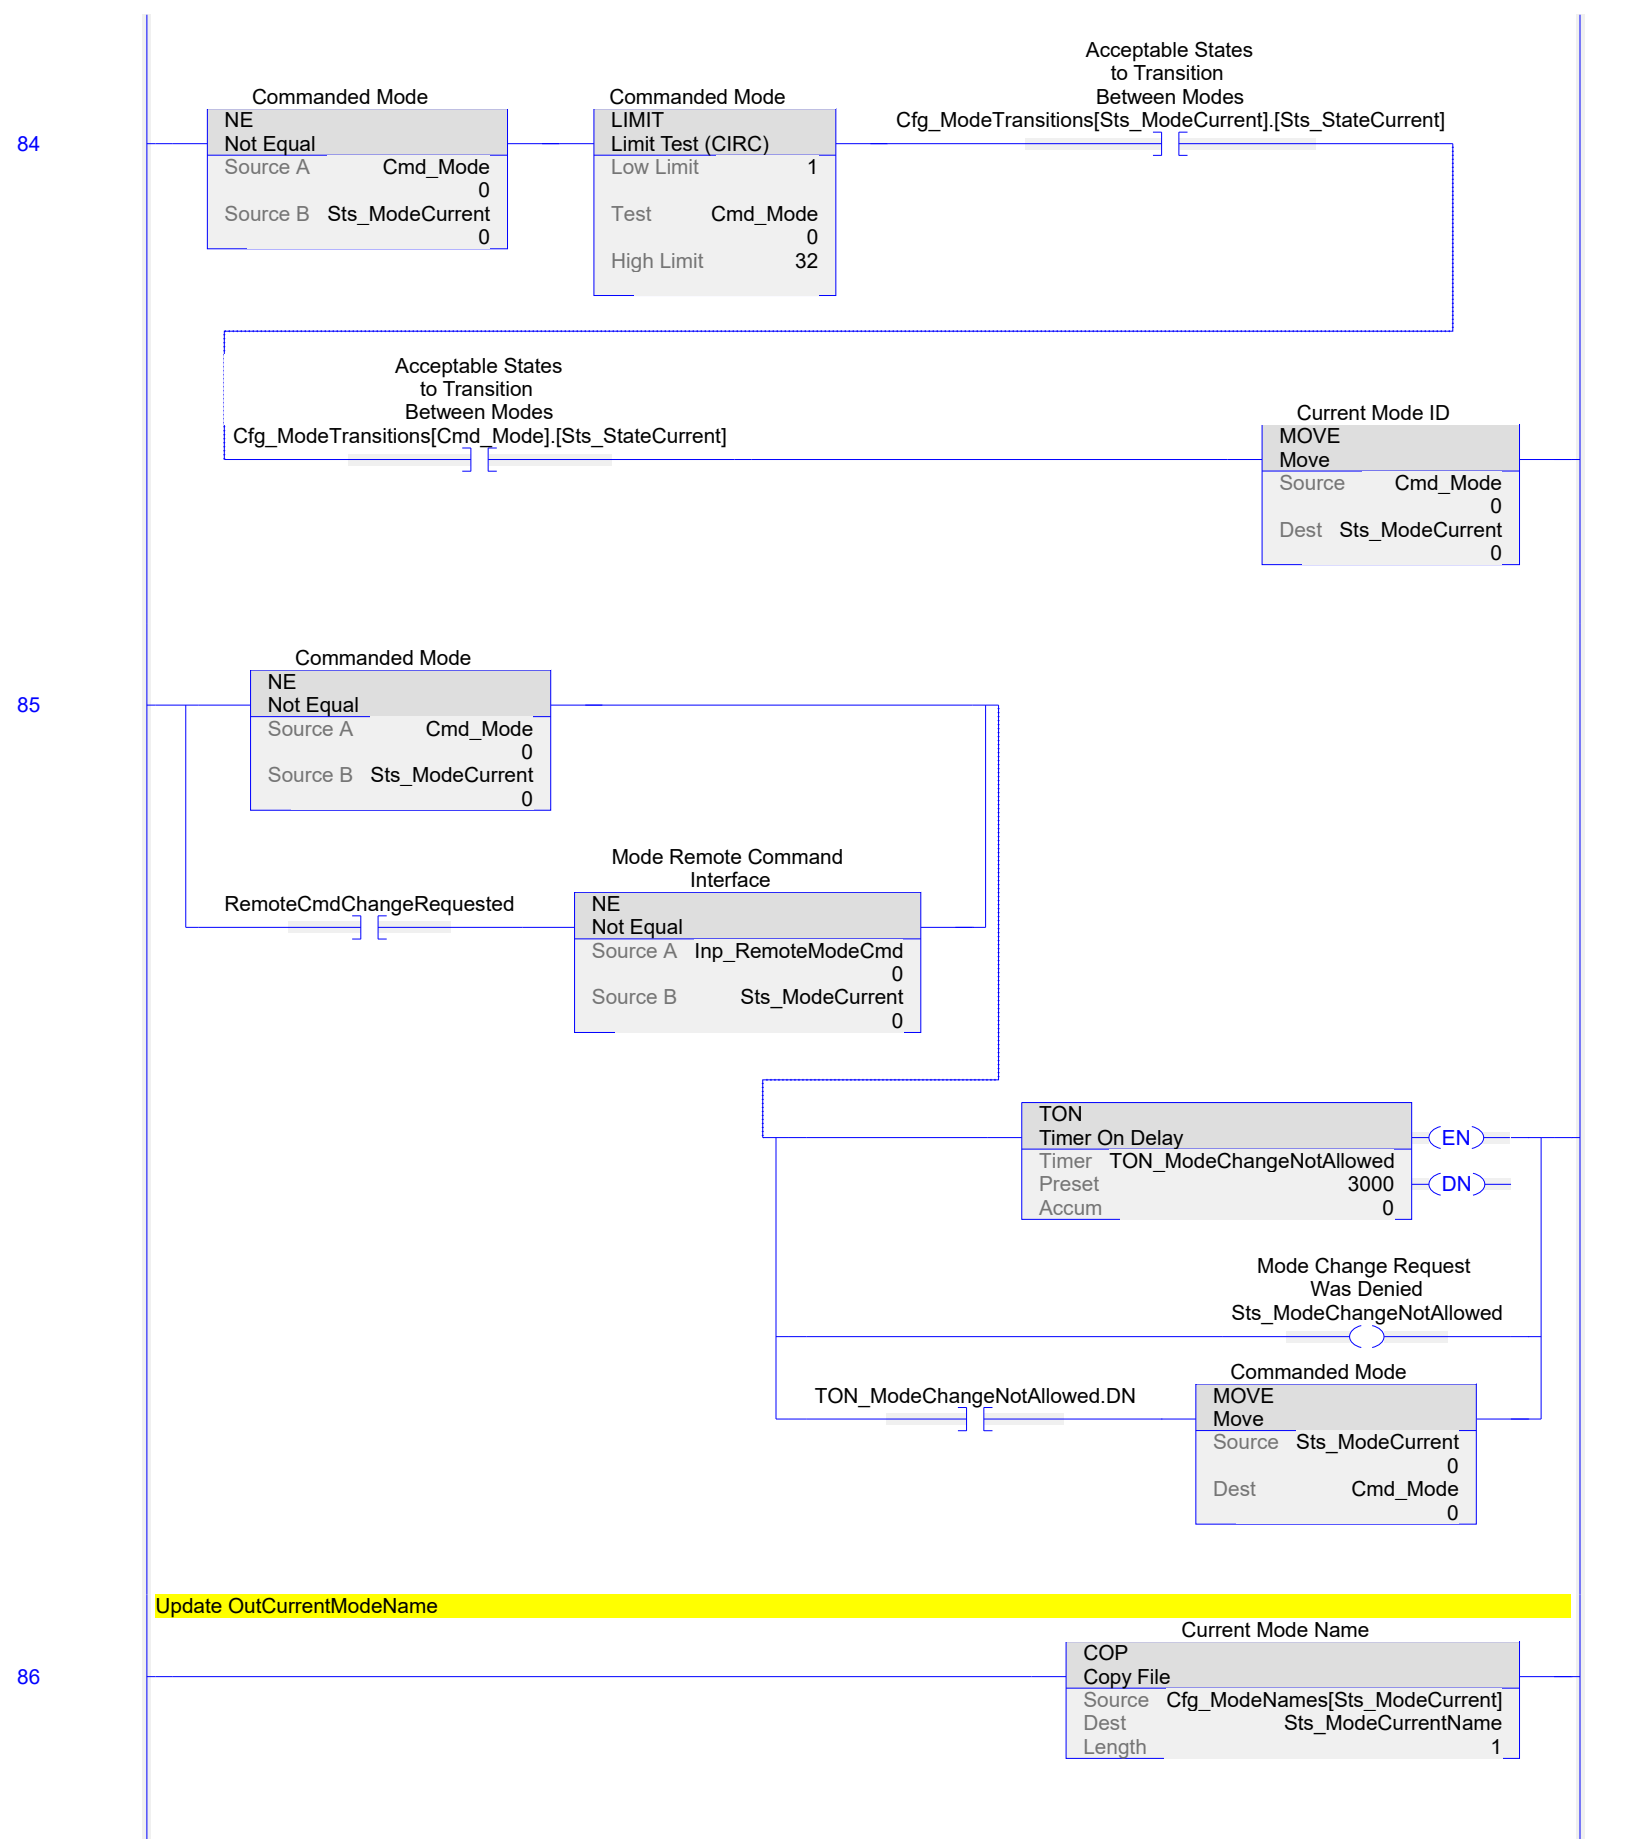 84
Commanded Mode
NE
Not Equal
Source A Cmd_Mode
0
Source B Sts_ModeCurrent
0
Commanded Mode
LIMIT
Limit Test (CIRC)
Low Limit 1
Test Cmd_Mode
0
High Limit 32
Acceptable States
to Transition
Between Modes
Cfg_ModeTransitions[Sts_ModeCurrent].[Sts_StateCurrent]
Acceptable States
to Transition
Between Modes
Cfg_ModeTransitions[Cmd_Mode].[Sts_StateCurrent]
Current Mode ID
MOVE
Move
Source Cmd_Mode
0
Dest Sts_ModeCurrent
0
85
Commanded Mode
NE
Not Equal
Source A Cmd_Mode
0
Source B Sts_ModeCurrent
0
RemoteCmdChangeRequested
Mode Remote Command
Interface
NE
Not Equal
Source A Inp_RemoteModeCmd
0
Source B Sts_ModeCurrent
0
TON
Timer On Delay
Timer TON_ModeChangeNotAllowed
Preset 3000
Accum 0
EN
DN
Mode Change Request
Was Denied
Sts_ModeChangeNotAllowed
TON_ModeChangeNotAllowed.DN
Commanded Mode
MOVE
Move
Source Sts_ModeCurrent
0
Dest Cmd_Mode
0
Update OutCurrentModeName
86
Current Mode Name
COP
Copy File
Source Cfg_ModeNames[Sts_ModeCurrent]
Dest Sts_ModeCurrentName
Length 1